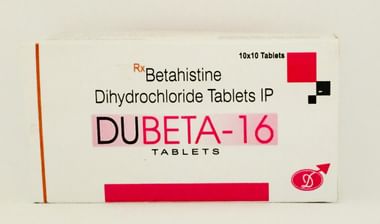 10x10 Tablets
Rx Betahistine
Dihydrochloride Tablets IP
DUBETA-16
TABLETS
D